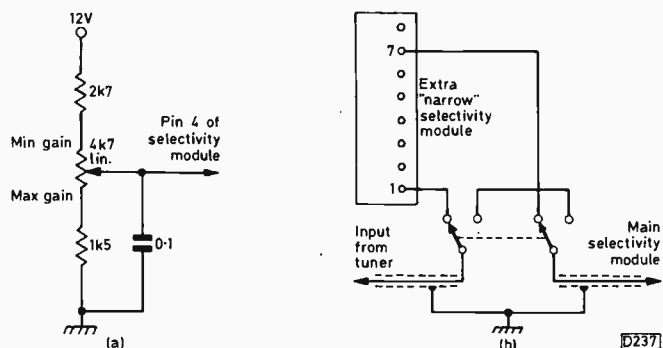 12V
2k7
Min gain
4k7
lin.
Max gain
Pin 4 of
selectivity
module
1k5
0·1
(a)
7
Extra
"narrow"
selectivity
module
1
Input
from
tuner
Main
selectivity
module
(b)
D237